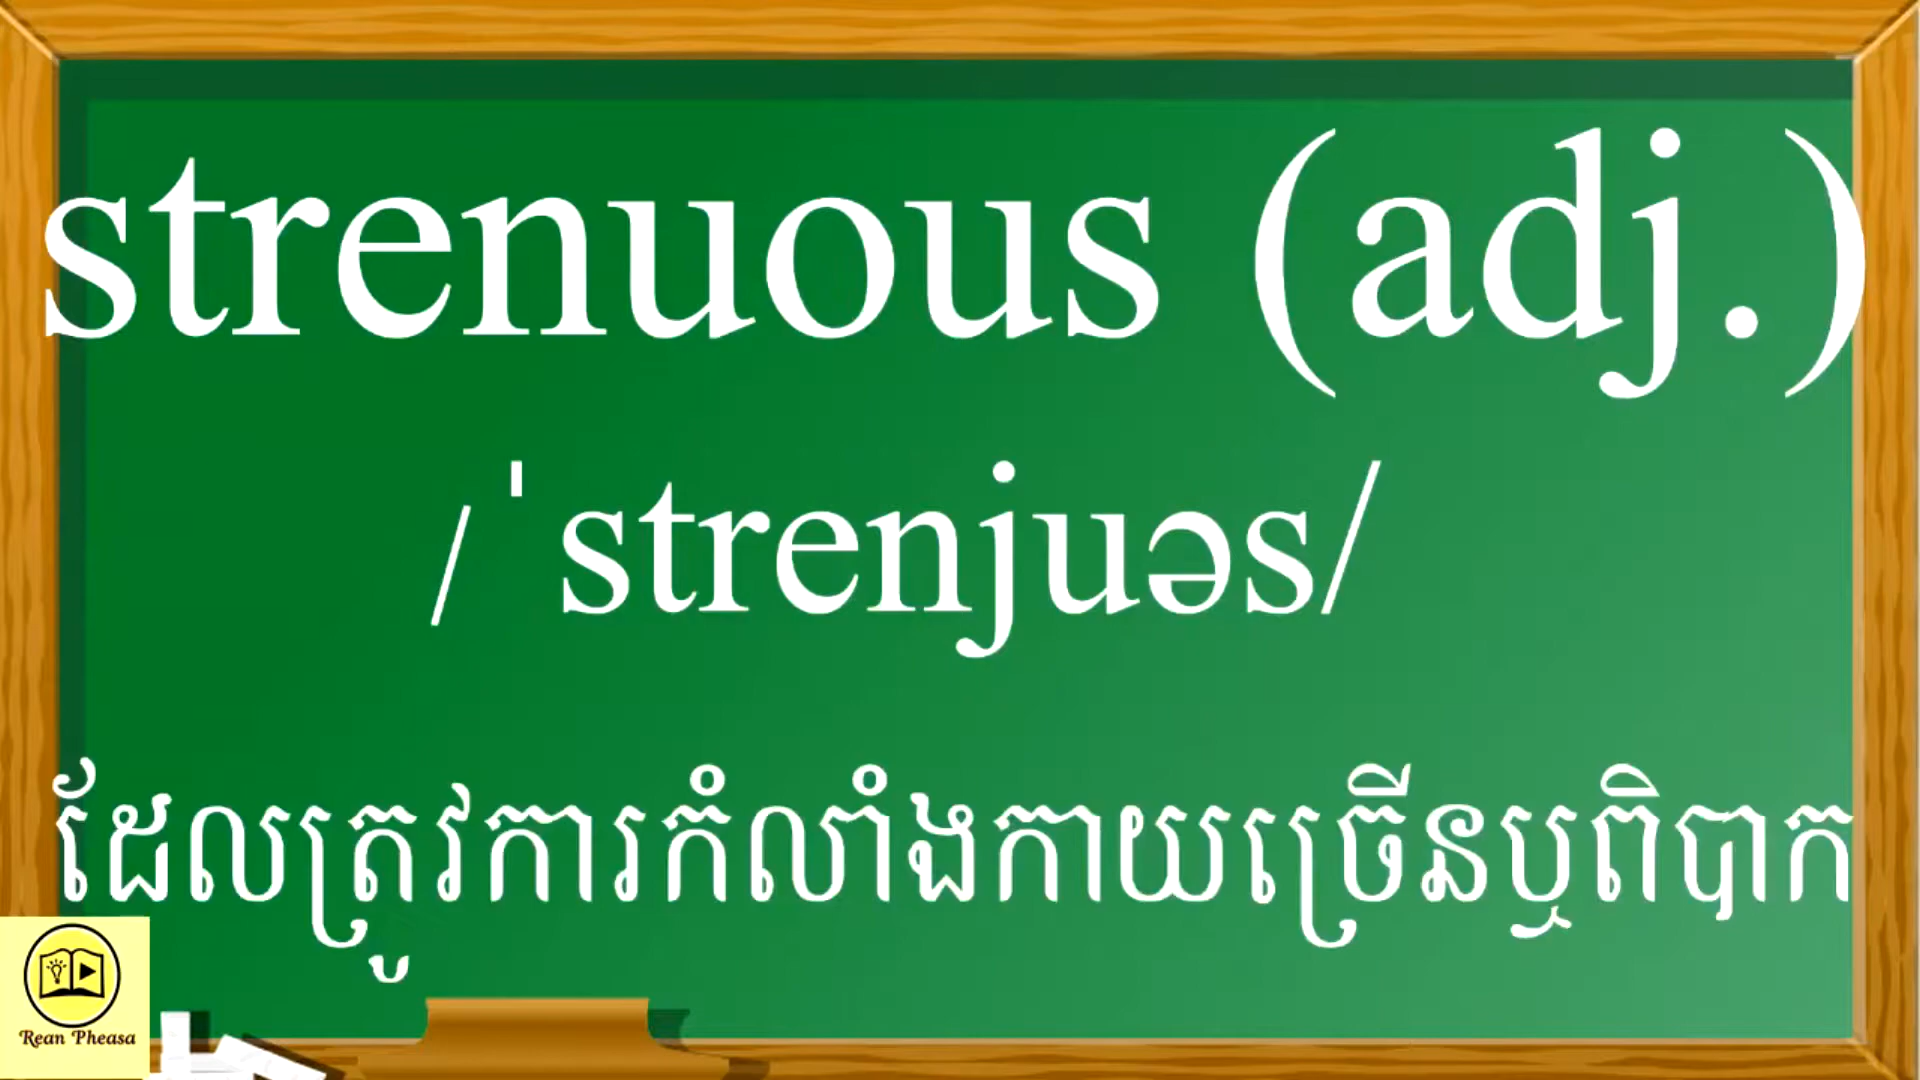 strenuous (adj.)
/ˈstrenjuəs/
ដែលត្រូវការកំលាំងកាយច្រើនឬពិបាក
Rean Pheasa